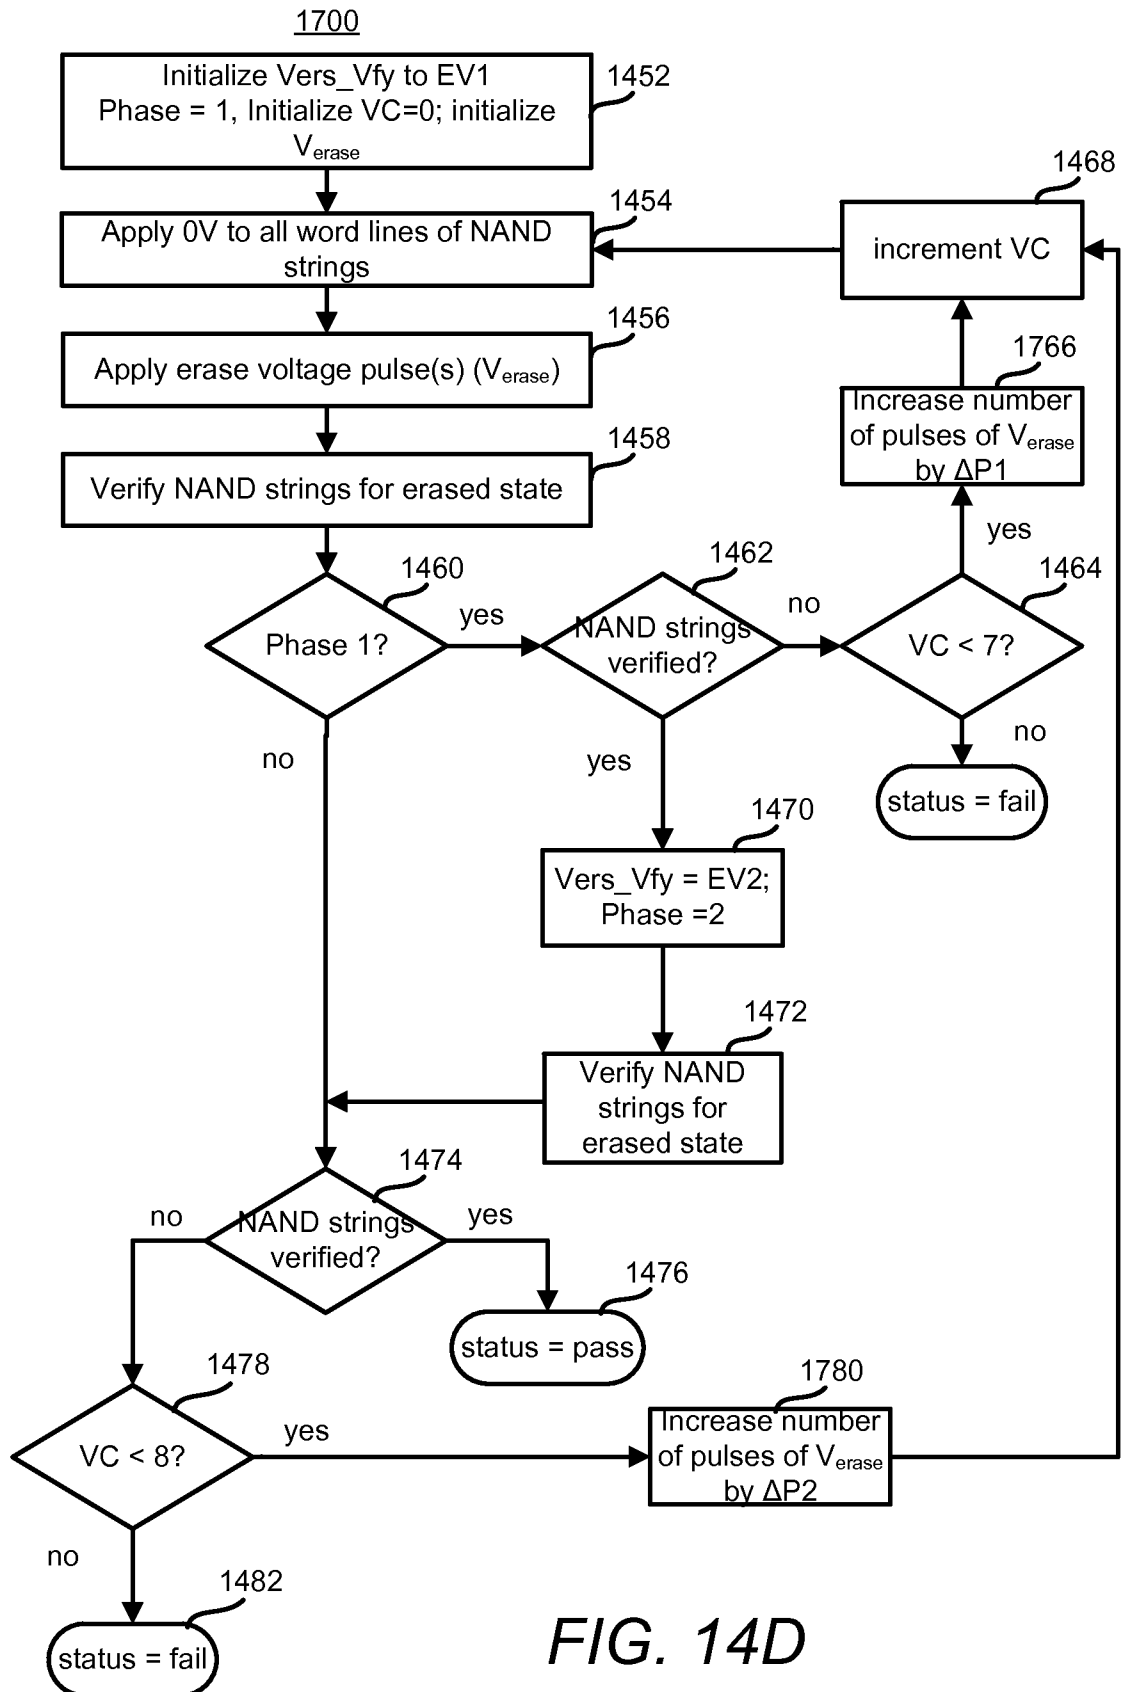 1700
Initialize Vers_Vfy to EV1
Phase = 1, Initialize VC=0; initialize
Verase
1452
Apply 0V to all word lines of NAND
strings
1454
increment VC
1468
Apply erase voltage pulse(s) (Verase)
1456
Increase number
of pulses of Verase
by ΔP1
1766
Verify NAND strings for erased state
1458
yes
Phase 1?
1460
yes
NAND strings
verified?
1462
no
VC < 7?
1464
no
no
yes
status = fail
Vers_Vfy = EV2;
Phase =2
1470
Verify NAND
strings for
erased state
1472
NAND strings
verified?
1474
no
yes
status = pass
1476
VC < 8?
1478
yes
Increase number
of pulses of Verase
by ΔP2
1780
no
status = fail
1482
FIG. 14D